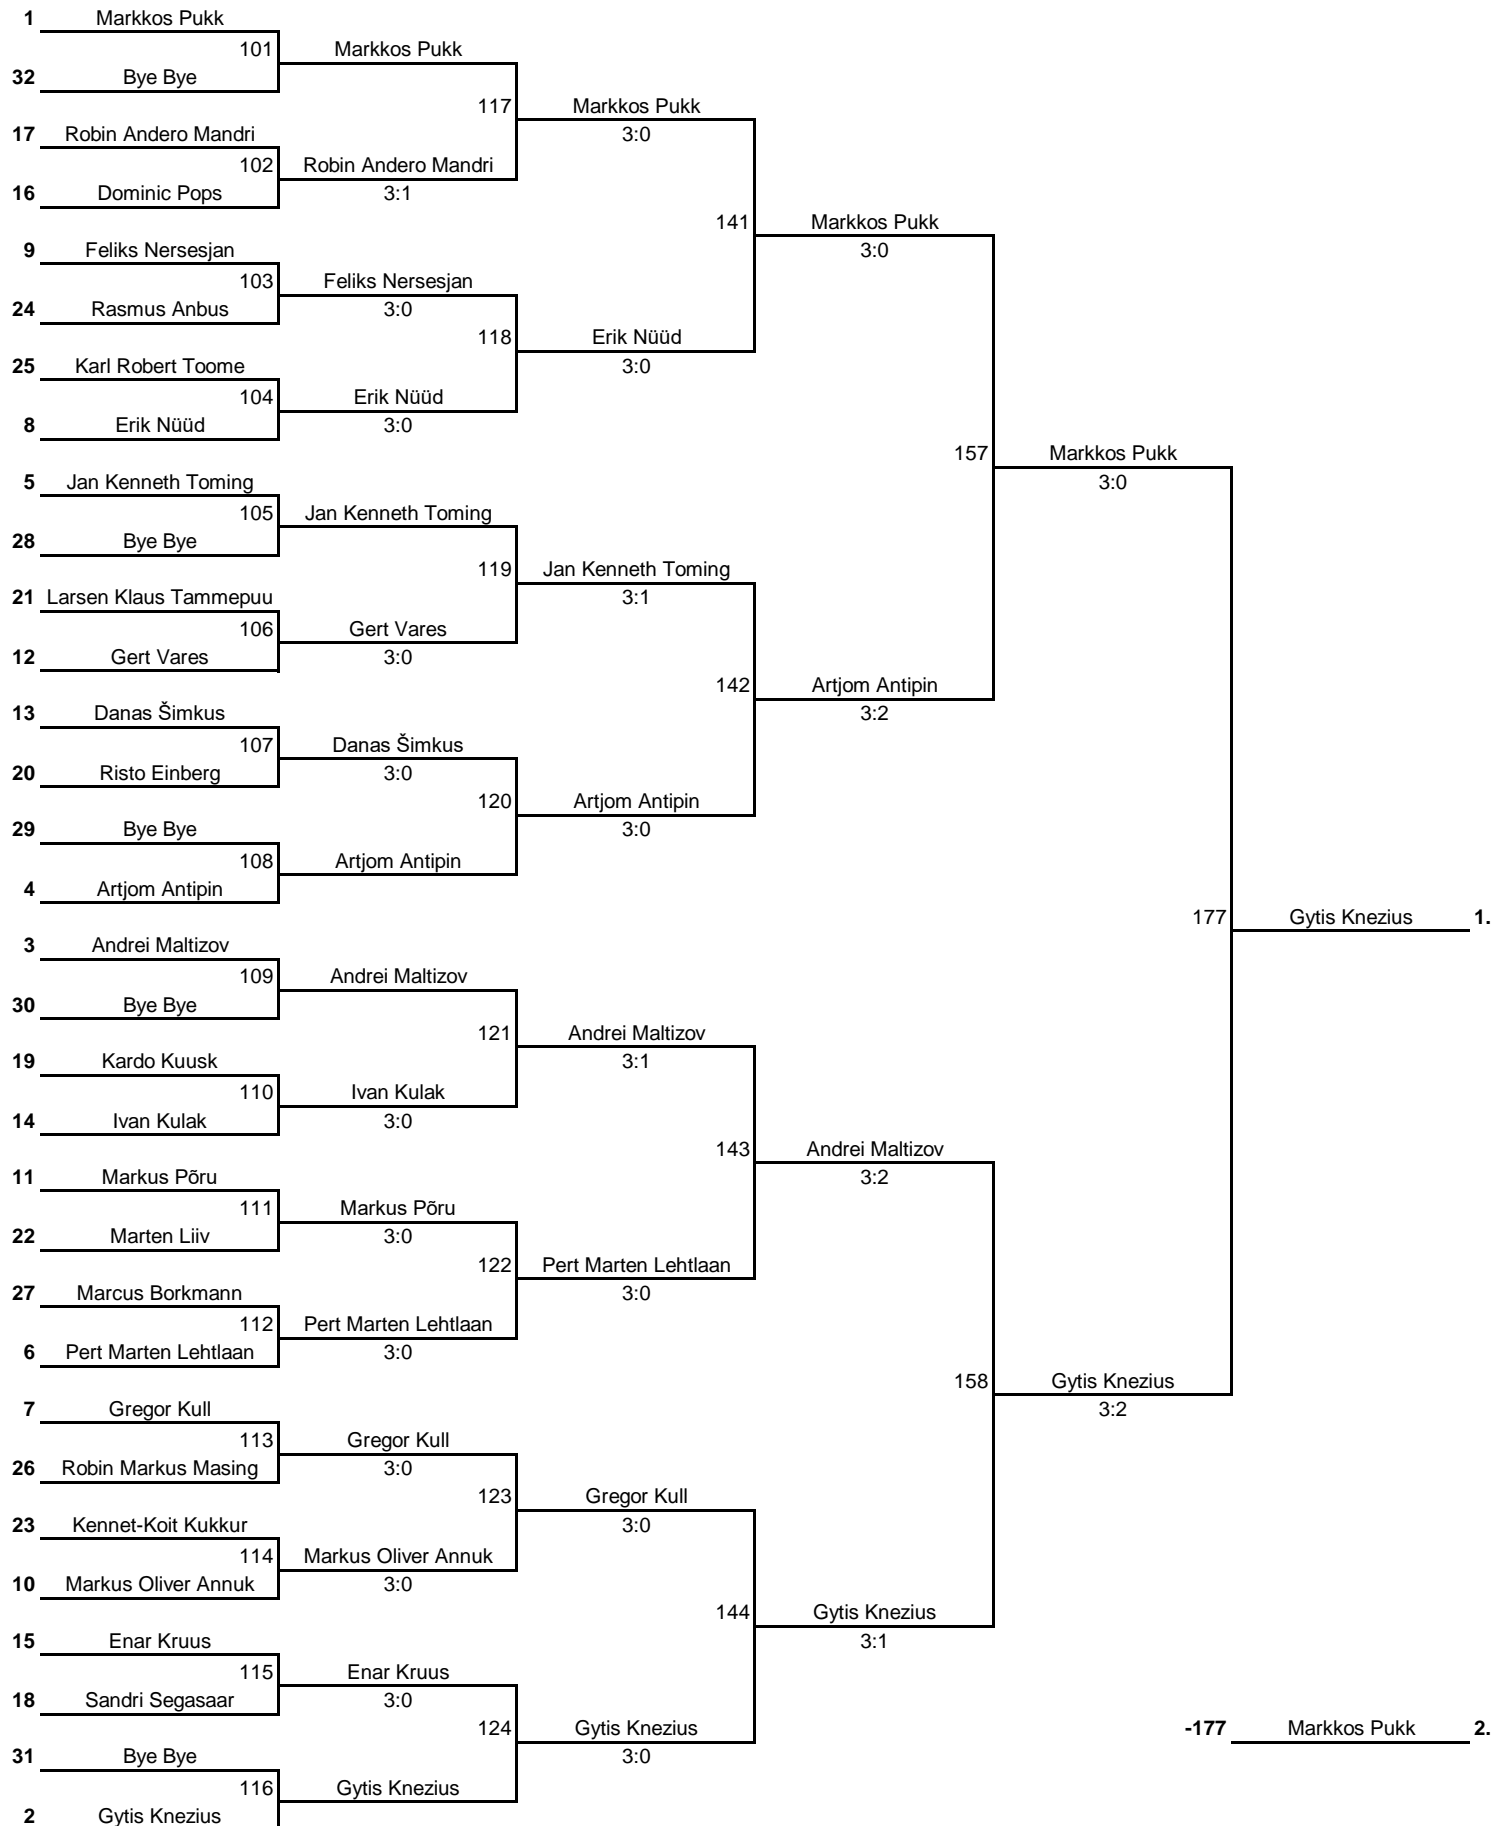 1 Markkos Pukk
101 Markkos Pukk
32 Bye Bye
117 Markkos Pukk
3:0
17 Robin Andero Mandri
102 Robin Andero Mandri
3:1
16 Dominic Pops
141 Markkos Pukk
3:0
9 Feliks Nersesjan
103 Feliks Nersesjan
3:0
24 Rasmus Anbus
118 Erik Nüüd
3:0
25 Karl Robert Toome
104 Erik Nüüd
3:0
8 Erik Nüüd
157 Markkos Pukk
3:0
5 Jan Kenneth Toming
105 Jan Kenneth Toming
28 Bye Bye
119 Jan Kenneth Toming
3:1
21 Larsen Klaus Tammepuu
106 Gert Vares
3:0
12 Gert Vares
142 Artjom Antipin
3:2
13 Danas Šimkus
107 Danas Šimkus
3:0
20 Risto Einberg
120 Artjom Antipin
3:0
29 Bye Bye
108 Artjom Antipin
4 Artjom Antipin
177 Gytis Knezius 1.
3 Andrei Maltizov
109 Andrei Maltizov
30 Bye Bye
121 Andrei Maltizov
3:1
19 Kardo Kuusk
110 Ivan Kulak
3:0
14 Ivan Kulak
143 Andrei Maltizov
3:2
11 Markus Põru
111 Markus Põru
3:0
22 Marten Liiv
122 Pert Marten Lehtlaan
3:0
27 Marcus Borkmann
112 Pert Marten Lehtlaan
3:0
6 Pert Marten Lehtlaan
158 Gytis Knezius
3:2
7 Gregor Kull
113 Gregor Kull
3:0
26 Robin Markus Masing
123 Gregor Kull
3:0
23 Kennet-Koit Kukkur
114 Markus Oliver Annuk
3:0
10 Markus Oliver Annuk
144 Gytis Knezius
3:1
15 Enar Kruus
115 Enar Kruus
3:0
18 Sandri Segasaar
124 Gytis Knezius
3:0
-177 Markkos Pukk 2.
31 Bye Bye
116 Gytis Knezius
2 Gytis Knezius